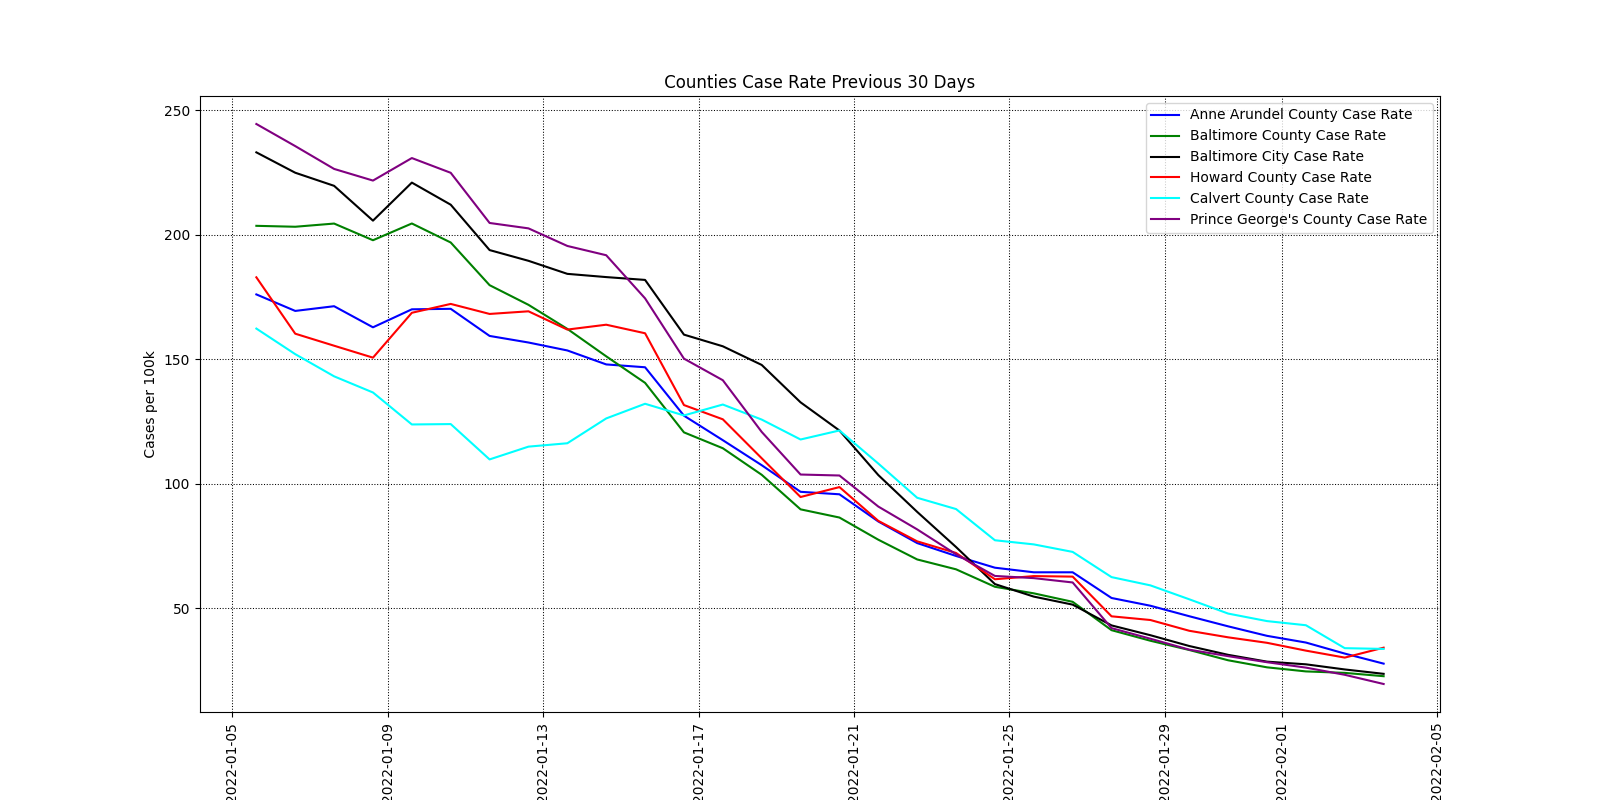 Counties Case Rate Previous 30 Days
250
200
150
100
50
Cases per 100k
Anne Arundel County Case Rate
Baltimore County Case Rate
Baltimore City Case Rate
Howard County Case Rate
Calvert County Case Rate
Prince George's County Case Rate
2022-01-05
2022-01-09
2022-01-13
2022-01-17
2022-01-21
2022-01-25
2022-01-29
2022-02-01
2022-02-05